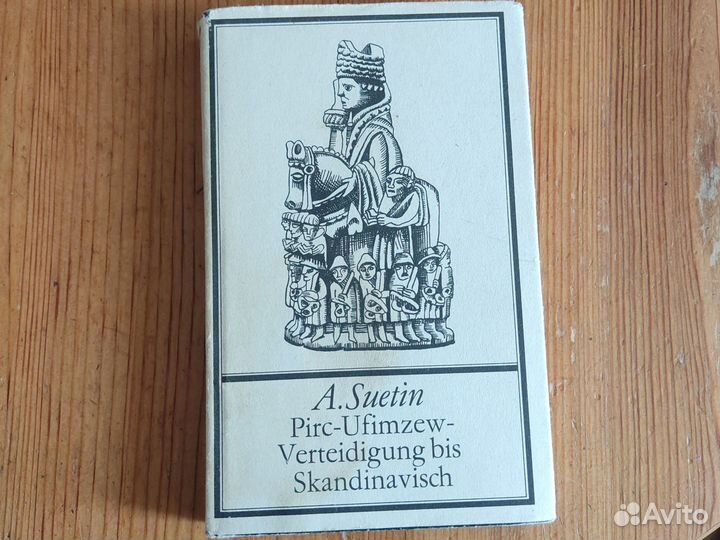 A. Suetin
Pirc-Ufimzew-
Verteidigung bis
Skandinavisch
Avito